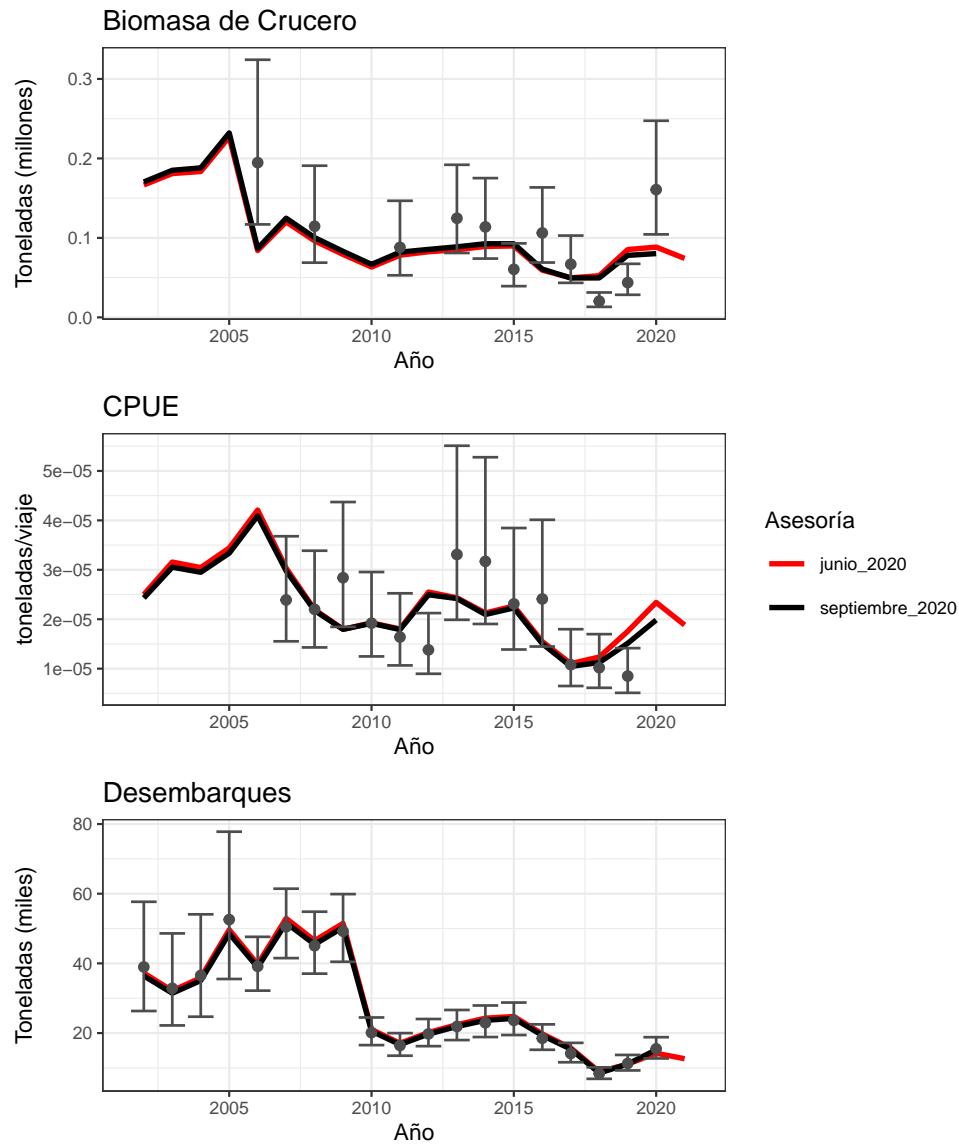 Biomasa de Crucero
Toneladas (millones)
0.3
0.2
0.1
0.0
2005 2010 2015 2020
Año
CPUE
toneladas/viaje
5e−05
4e−05
3e−05
2e−05
1e−05
2005 2010 2015 2020
Año
Asesoría
junio_2020
septiembre_2020
Desembarques
Toneladas (miles)
80
60
40
20
2005 2010 2015 2020
Año